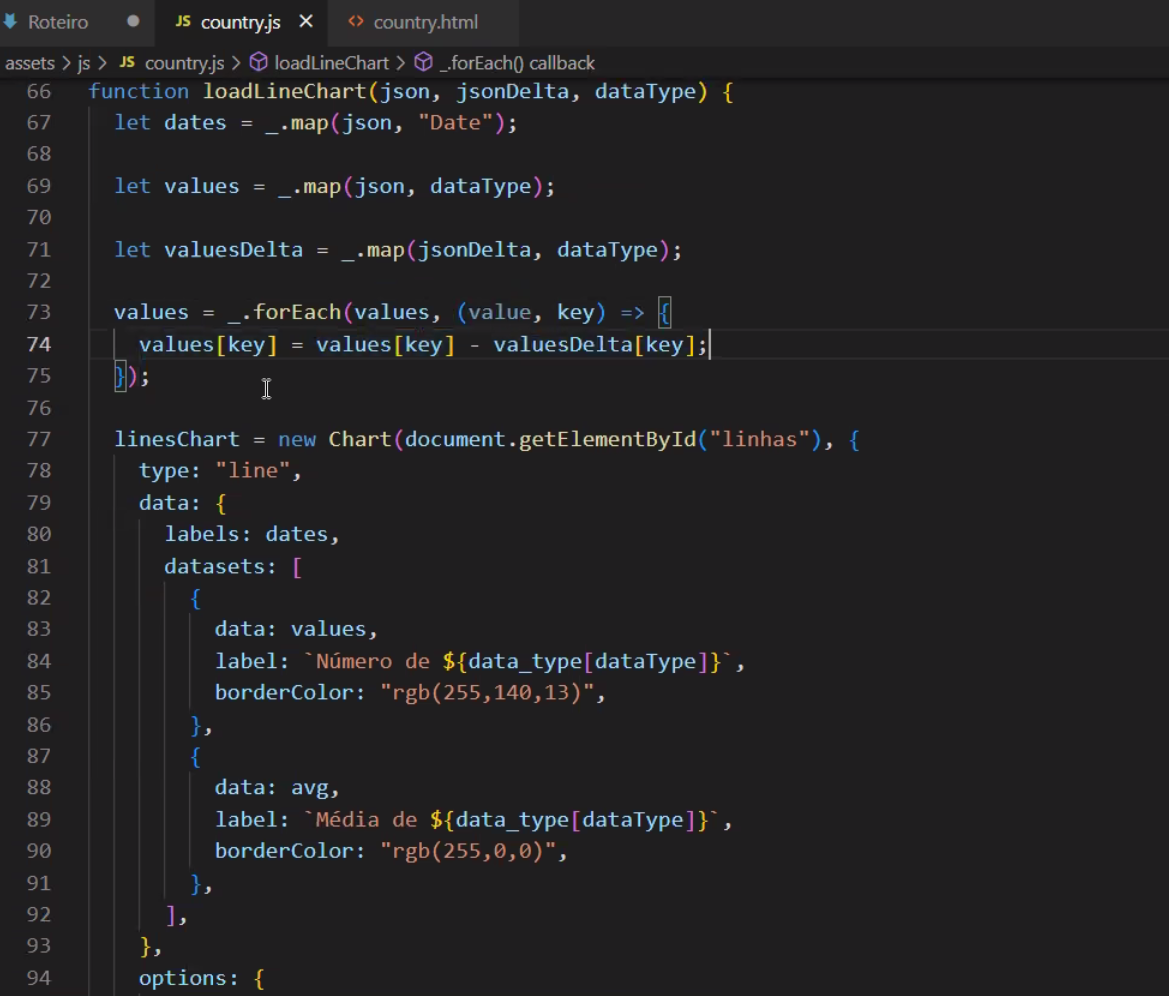 Roteiro
JS country.js
<> country.html
assets > js > JS country.js > loadLineChart > _.forEach() callback
66 function loadLineChart(json, jsonDelta, dataType) {
67 let dates = _.map(json, "Date");
68
69 let values = _.map(json, dataType);
70
71 let valuesDelta = _.map(jsonDelta, dataType);
72
73 values = _.forEach(values, (value, key) => {
74 values[key] = values[key] - valuesDelta[key];
75 });
76
77 linesChart = new Chart(document.getElementById("linhas"), {
78 type: "line",
79 data: {
80 labels: dates,
81 datasets: [
82 {
83 data: values,
84 label: `Número de ${data_type[dataType]}`,
85 borderColor: "rgb(255,140,13)",
86 },
87 {
88 data: avg,
89 label: `Média de ${data_type[dataType]}`,
90 borderColor: "rgb(255,0,0)",
91 },
92 ],
93 },
94 options: {